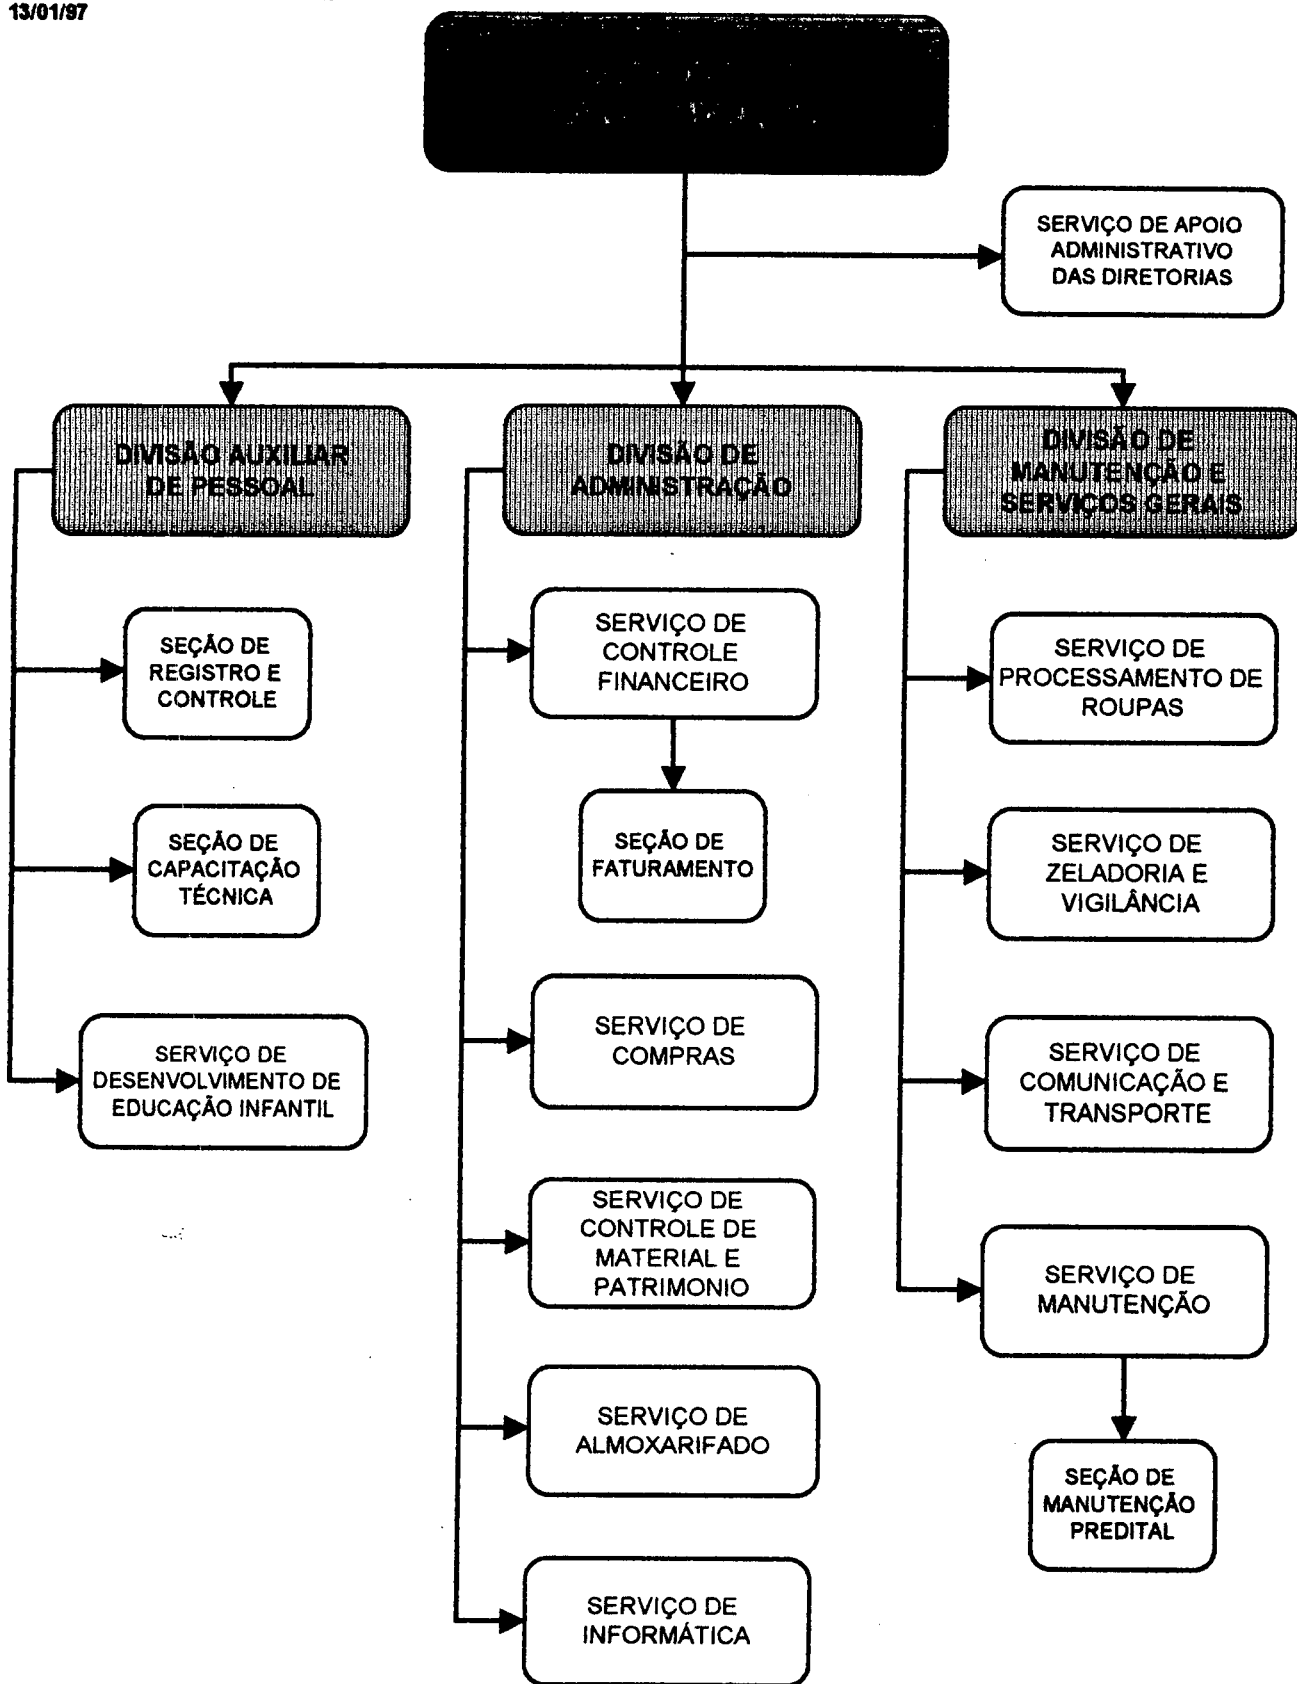 13/01/97
SERVIÇO DE APOIO
ADMINISTRATIVO
DAS DIRETORIAS
DIVISÃO AUXILIAR
DE PESSOAL
DIVISÃO DE
ADMINISTRAÇÃO
DIVISÃO DE
MANUTENÇÃO E
SERVIÇOS GERAIS
SEÇÃO DE
REGISTRO E
CONTROLE
SEÇÃO DE
CAPACITAÇÃO
TÉCNICA
SERVIÇO DE
DESENVOLVIMENTO DE
EDUCAÇÃO INFANTIL
SERVIÇO DE
CONTROLE
FINANCEIRO
SEÇÃO DE
FATURAMENTO
SERVIÇO DE
COMPRAS
SERVIÇO DE
CONTROLE DE
MATERIAL E
PATRIMONIO
SERVIÇO DE
ALMOXARIFADO
SERVIÇO DE
INFORMÁTICA
SERVIÇO DE
PROCESSAMENTO DE
ROUPAS
SERVIÇO DE
ZELADORIA E
VIGILÂNCIA
SERVIÇO DE
COMUNICAÇÃO E
TRANSPORTE
SERVIÇO DE
MANUTENÇÃO
SEÇÃO DE
MANUTENÇÃO
PREDITAL